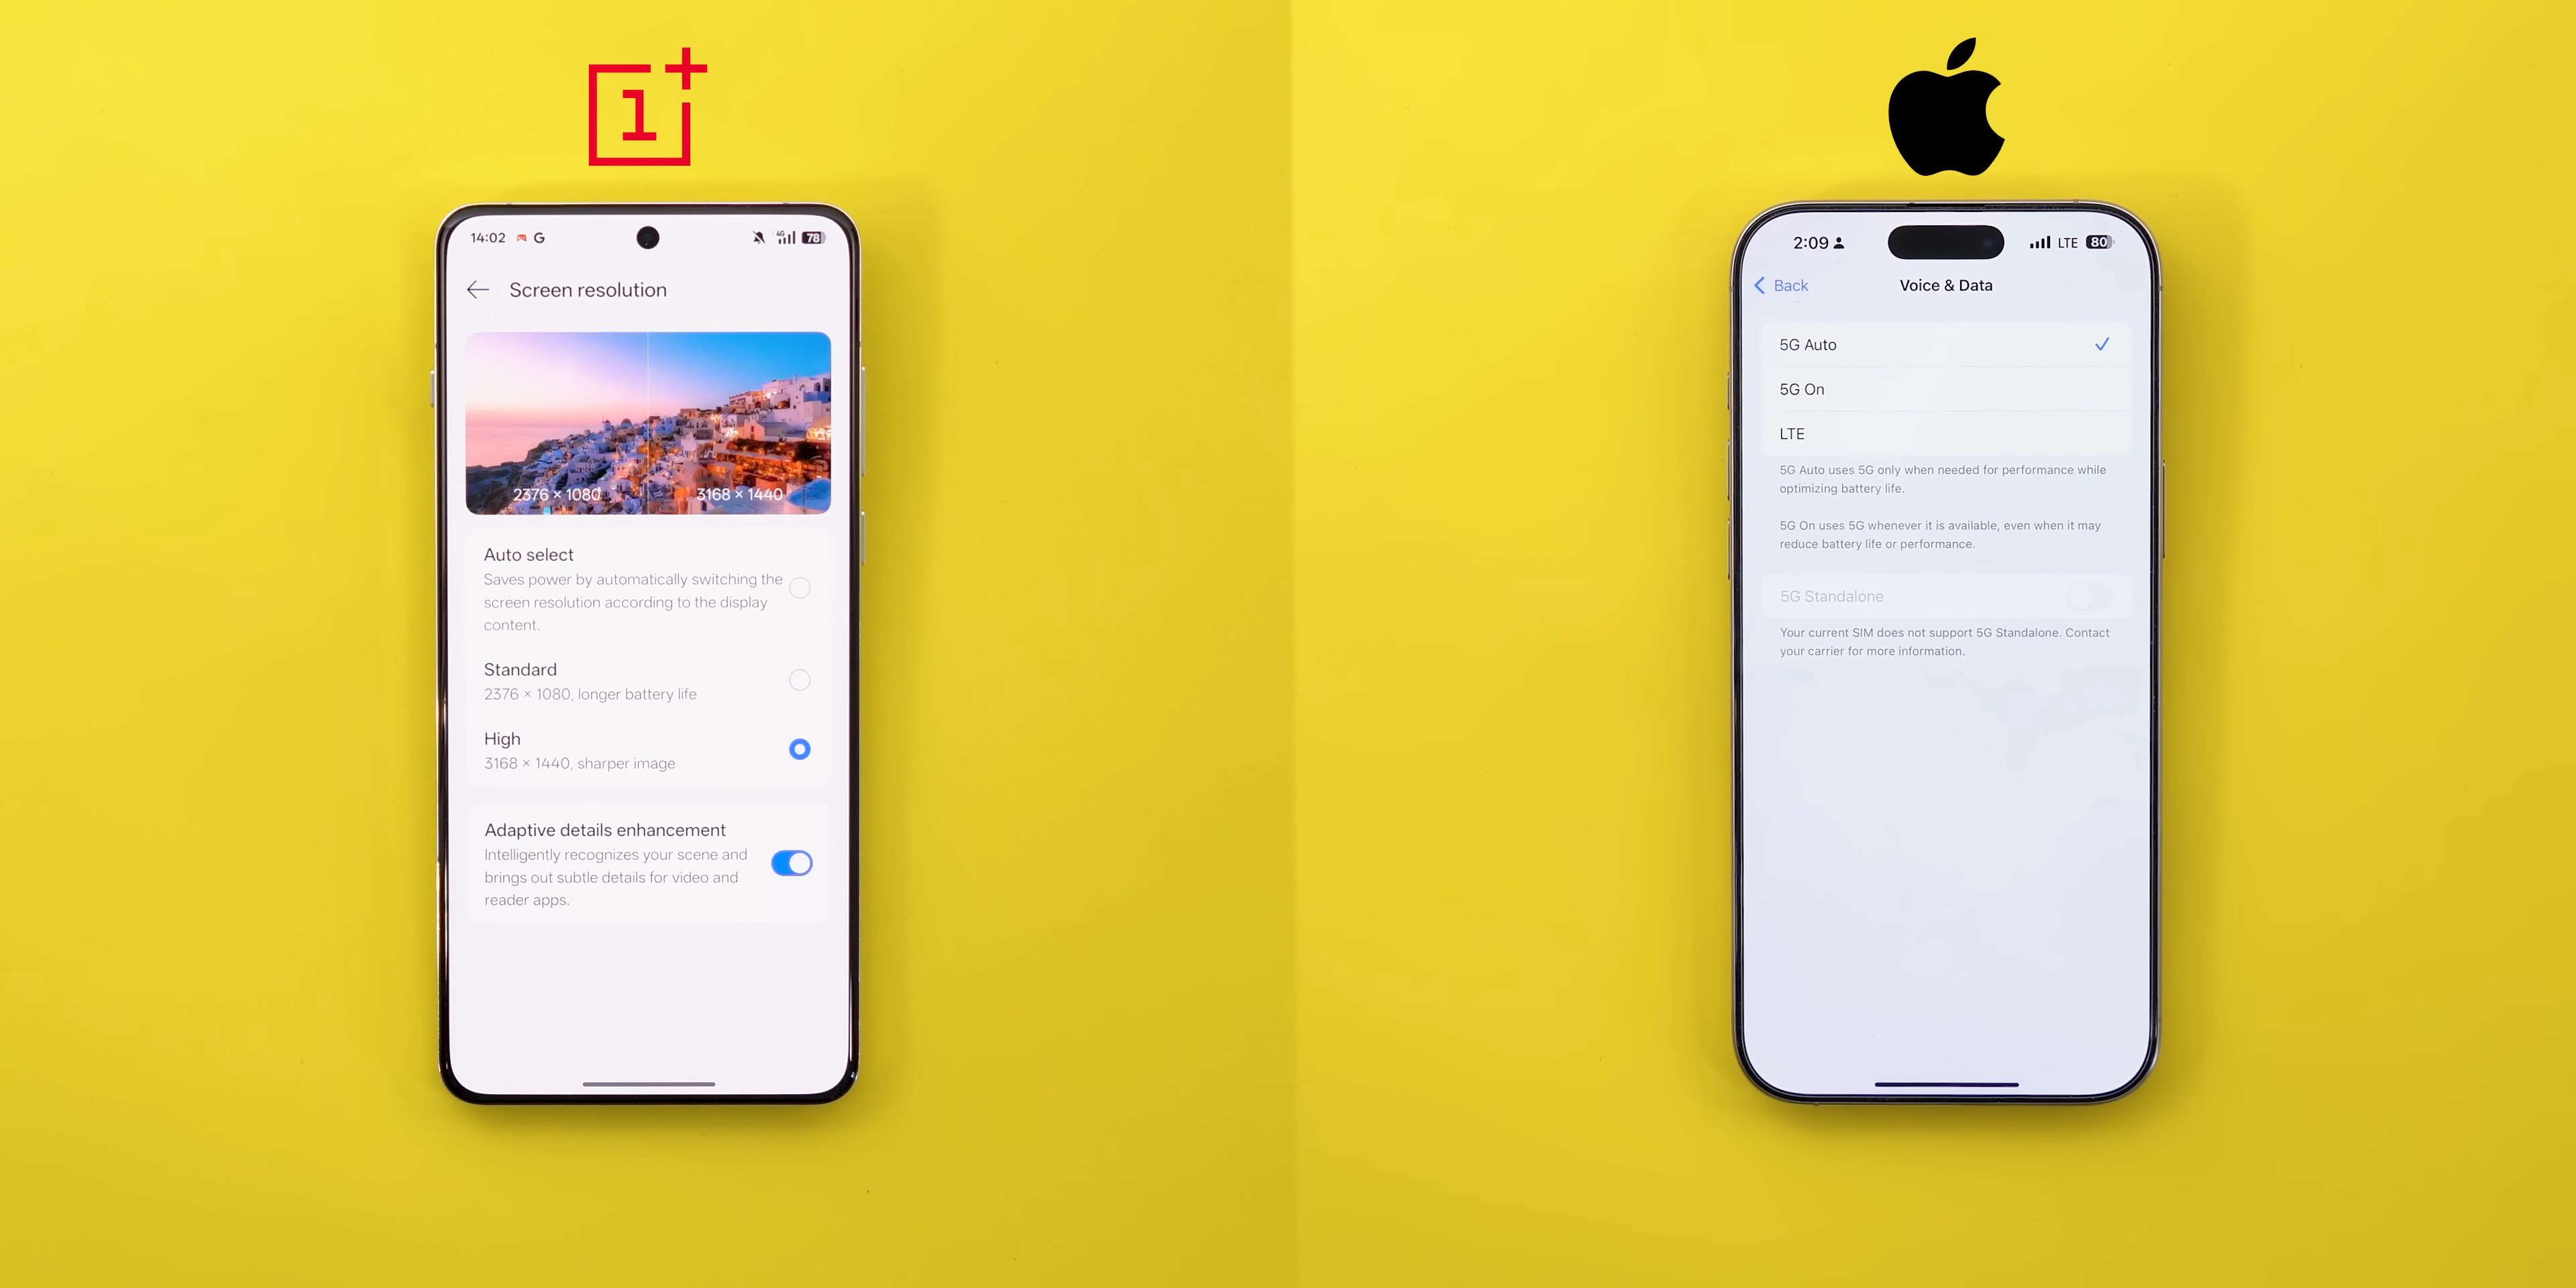 1+
14:02 G 4G 78
Screen resolution
2376 × 1080 3168 × 1440
Auto select
Saves power by automatically switching the
screen resolution according to the display
content.
Standard
2376 × 1080, longer battery life
High
3168 × 1440, sharper image
Adaptive details enhancement
Intelligently recognizes your scene and
brings out subtle details for video and
reader apps.
2:09 LTE 80
Back Voice & Data
5G Auto
5G On
LTE
5G Auto uses 5G only when needed for performance while
optimizing battery life.
5G On uses 5G whenever it is available, even when it may
reduce battery life or performance.
5G Standalone
Your current SIM does not support 5G Standalone. Contact
your carrier for more information.